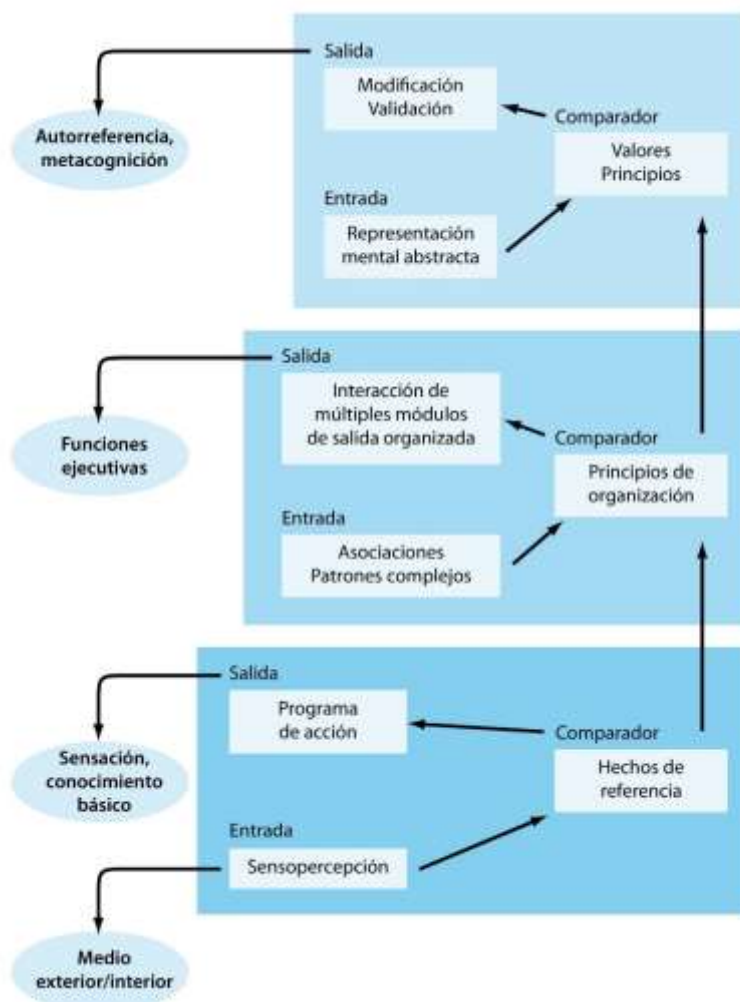 Salida
Modificación
Validación
Comparador
Autorreferencia,
metacognición
Valores
Principios
Entrada
Representación
mental abstracta
Salida
Interacción de
múltiples módulos
de salida organizada
Comparador
Funciones
ejecutivas
Principios de
organización
Entrada
Asociaciones
Patrones complejos
Salida
Programa
de acción
Comparador
Sensación,
conocimiento
básico
Hechos de
referencia
Entrada
Sensopercepción
Medio
exterior/interior